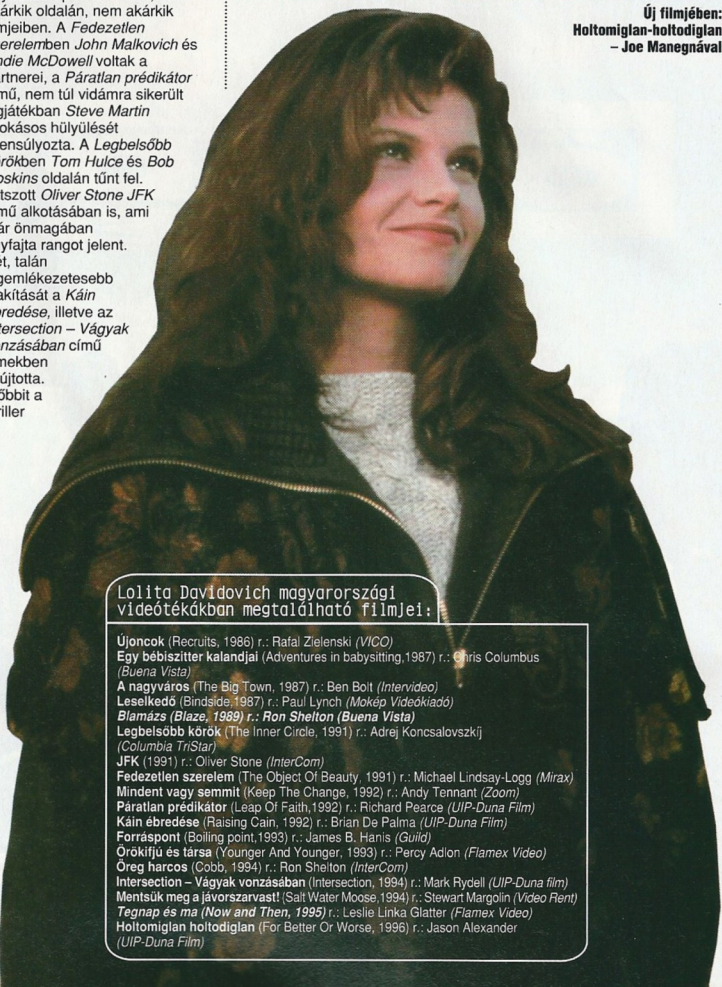 árkik oldalán, nem akárkik
mjeiben. A Fedezetlen
erelemben John Malkovich és
ndie McDowell voltak a
rtnerei, a Páratlan prédikátor
mű, nem túl vidámra sikerült
gjátékban Steve Martin
okásos hülyülését
ensúlyozta. A Legbelsőbb
örökben Tom Hulce és Bob
oskins oldalán tűnt fel.
tszott Oliver Stone JFK
mű alkotásában is, ami
ár önmagában
yfajta rangot jelent.
ét, talán
gemlékezetesebb
akítását a Káin
redése, illetve az
tersection – Vágyak
nzásában című
mekben
újtotta.
őbbit a
riller
Új filmjében:
Holtomiglan-holtodiglan
– Joe Manegnával
Lolita Davidovich magyarországi
videótékákban megtalálható filmjei:
Újoncok (Recruits, 1986) r.: Rafal Zielenski (VICO)
Egy bébiszitter kalandjai (Adventures in babysitting,1987) r.: Chris Columbus
(Buena Vista)
A nagyváros (The Big Town, 1987) r.: Ben Bolt (Intervideo)
Leselkedő (Bindside,1987) r.: Paul Lynch (Mokép Videókiadó)
Blamázs (Blaze, 1989) r.: Ron Shelton (Buena Vista)
Legbelsőbb körök (The Inner Circle, 1991) r.: Adrej Koncsalovszkíj
(Columbia TriStar)
JFK (1991) r.: Oliver Stone (InterCom)
Fedezetlen szerelem (The Object Of Beauty, 1991) r.: Michael Lindsay-Logg (Mirax)
Mindent vagy semmit (Keep The Change, 1992) r.: Andy Tennant (Zoom)
Páratlan prédikátor (Leap Of Faith,1992) r.: Richard Pearce (UIP-Duna Film)
Káin ébredése (Raising Cain, 1992) r.: Brian De Palma (UIP-Duna Film)
Forráspont (Boiling point,1993) r.: James B. Hanis (Guild)
Örökifjú és társa (Younger And Younger, 1993) r.: Percy Adlon (Flamex Video)
Öreg harcos (Cobb, 1994) r.: Ron Shelton (InterCom)
Intersection – Vágyak vonzásában (Intersection, 1994) r.: Mark Rydell (UIP-Duna film)
Mentsük meg a jávorszarvast! (Salt Water Moose,1994) r.: Stewart Margolin (Video Rent)
Tegnap és ma (Now and Then, 1995) r.: Leslie Linka Glatter (Flamex Video)
Holtomiglan holtodiglan (For Better Or Worse, 1996) r.: Jason Alexander
(UIP-Duna Film)